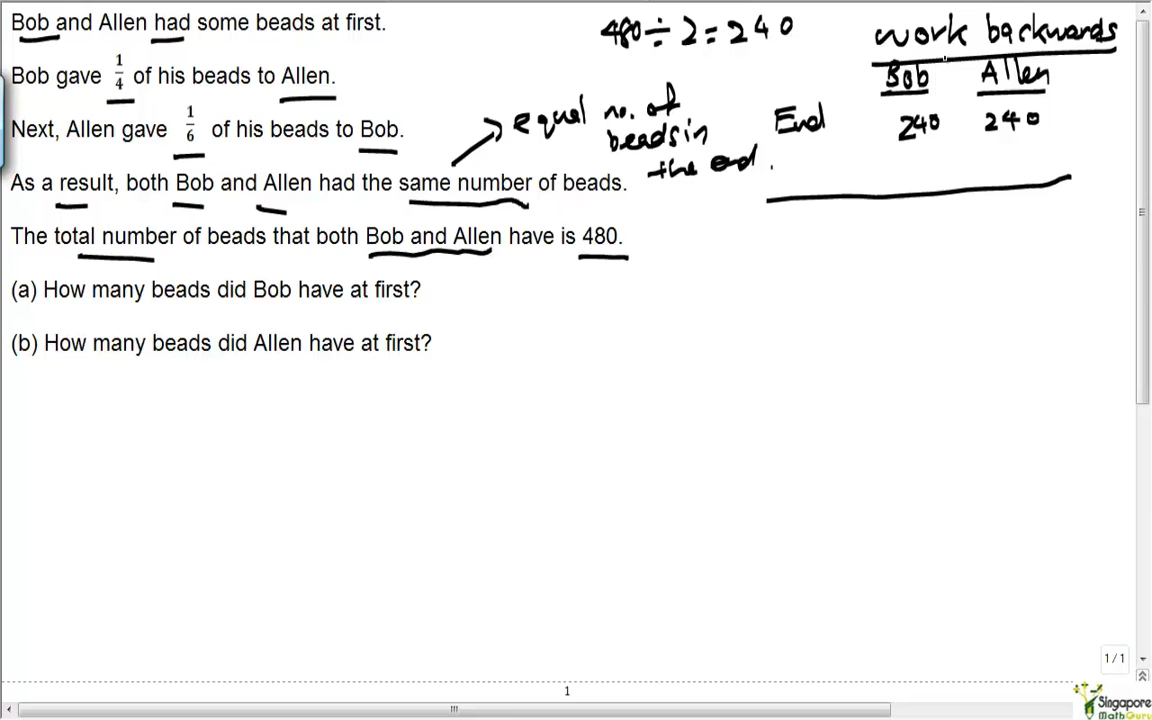 Bob and Allen had some beads at first.
480 ÷ 2 = 240
work backwards
Bob gave 1/4 of his beads to Allen.
Bob Allen
Next, Allen gave 1/6 of his beads to Bob.
equal no. of
beads in
the end.
End 240 240
As a result, both Bob and Allen had the same number of beads.
The total number of beads that both Bob and Allen have is 480.
(a) How many beads did Bob have at first?
(b) How many beads did Allen have at first?
1 / 1
1
Singapore
MathGuru